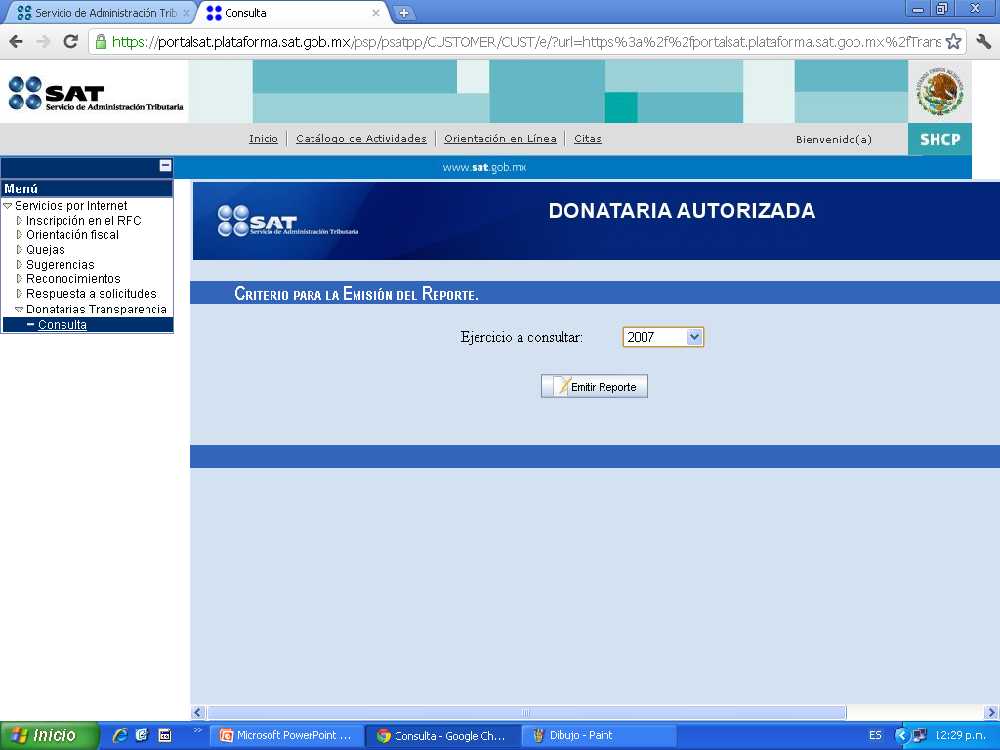 Servicio de Administración Trib
Consulta
https://portalsat.plataforma.sat.gob.mx/psp/psatpp/CUSTOMER/CUST/e/?url=https%3a%2f%2fportalsat.plataforma.sat.gob.mx%2fTrans
SAT
Servicio de Administración Tributaria
Inicio
Catálogo de Actividades
Orientación en Línea
Citas
Bienvenido(a)
SHCP
www.sat.gob.mx
Menú
Servicios por Internet
Inscripción en el RFC
Orientación fiscal
Quejas
Sugerencias
Reconocimientos
Respuesta a solicitudes
Donatarias Transparencia
Consulta
SAT
Servicio de Administración Tributaria
DONATARIA AUTORIZADA
Criterio para la Emisión del Reporte.
Ejercicio a consultar:
2007
Emitir Reporte
Inicio
Microsoft PowerPoint ...
Consulta - Google Ch...
Dibujo - Paint
ES
12:29 p.m.